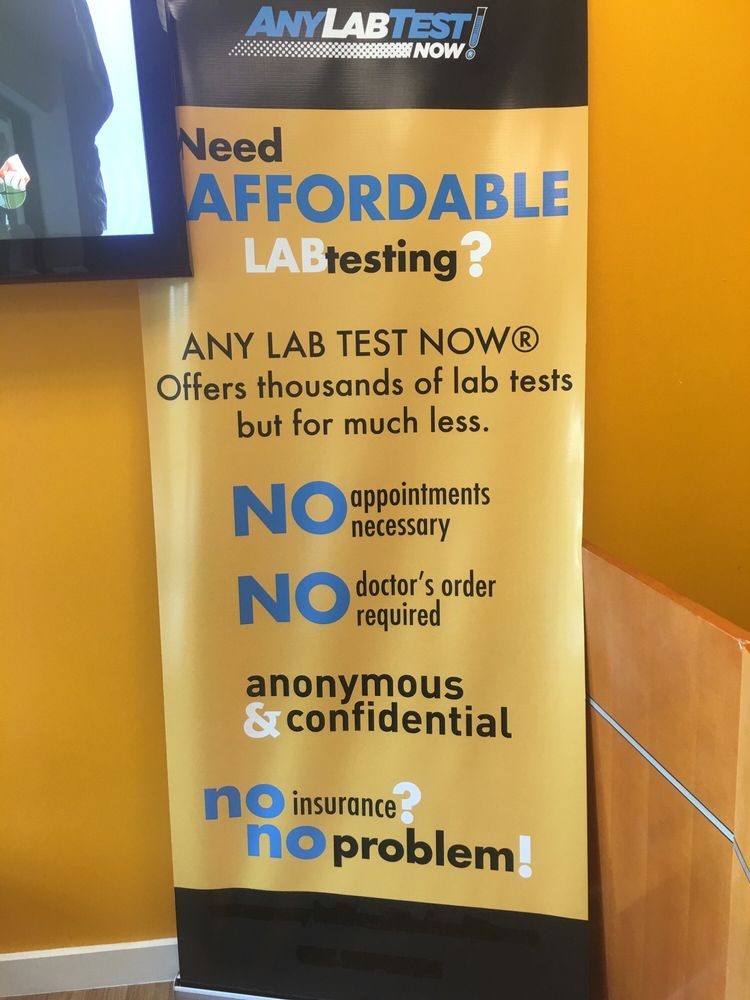 ANYLABTEST!
NOW
Need
AFFORDABLE
LABtesting?
ANY LAB TEST NOW®
Offers thousands of lab tests
but for much less.
NO appointments
necessary
NO doctor's order
required
anonymous
& confidential
no insurance?
no problem!